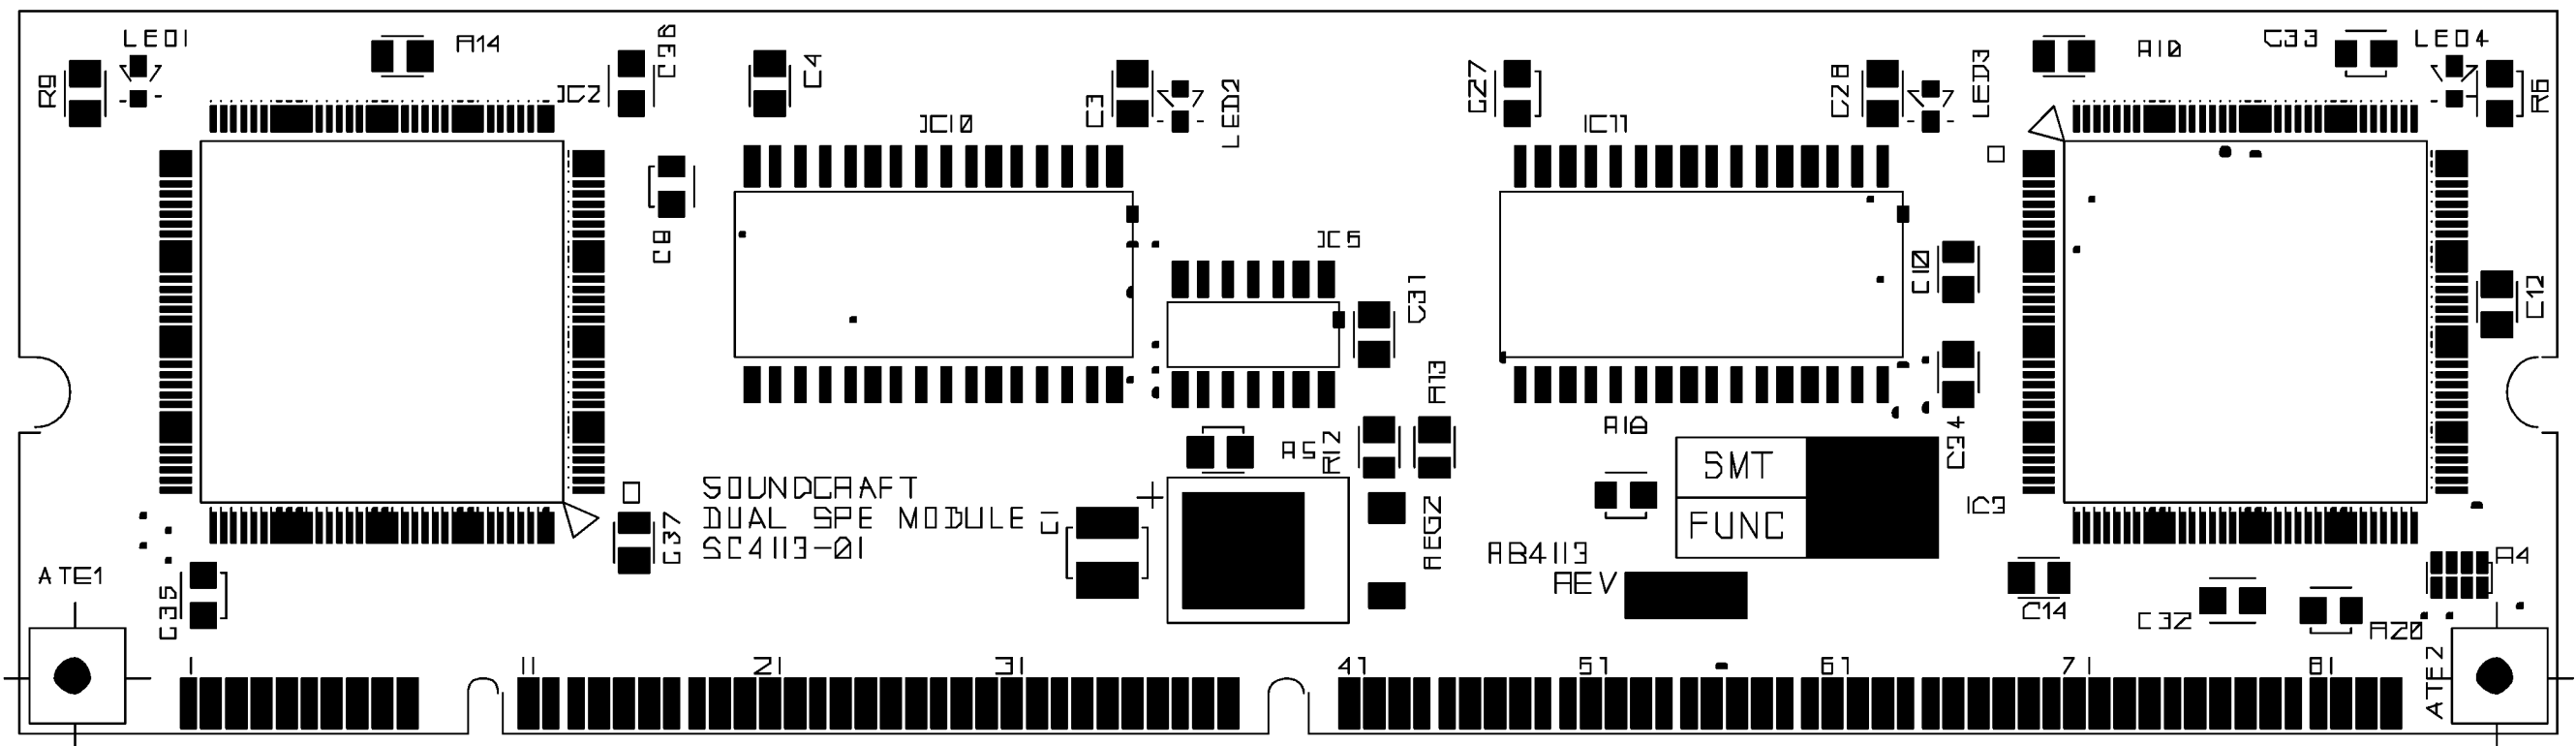 LED1
R14
C36
C4
C3
LED2
C27
C28
LED3
R10
C33
LED4
R9
IC2
IC10
IC11
R6
C9
IC6
C10
C31
C12
R13
R18
C34
R5
R12
SMT
FUNC
IC3
SOUNDCRAFT
DUAL SPE MODULE
SC4113-01
C37
C1
REG2
RB4113
REV
ATE1
C35
C14
C32
R20
R4
ATE2
1 11 21 31 41 51 61 71 81